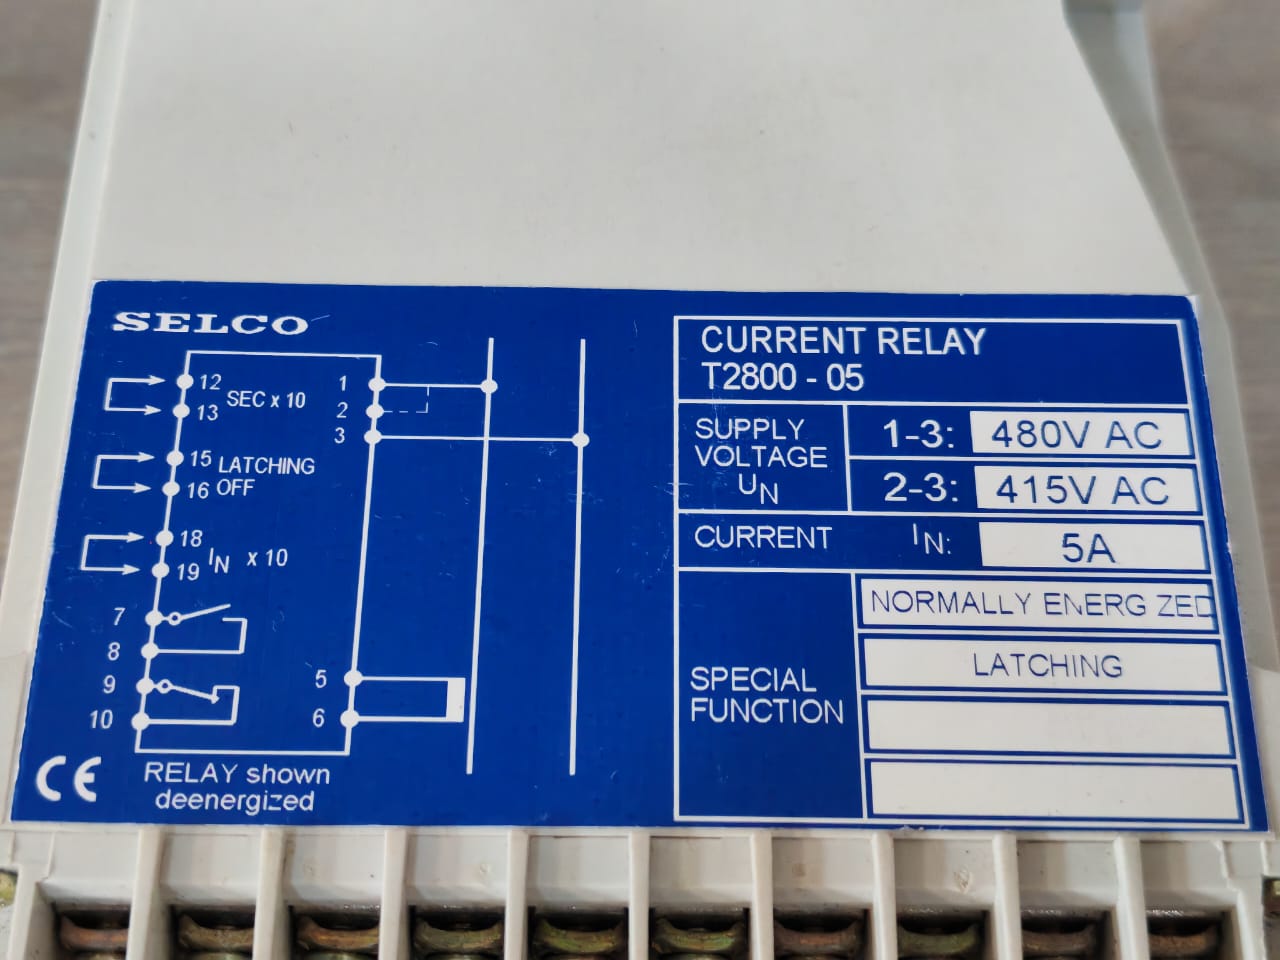 SELCO
12
SEC x 10
13
15 LATCHING
16 OFF
18
IN x 10
19
7
8
9
10
1
2
3
5
6
RELAY shown
deenergized
CE
CURRENT RELAY
T2800 - 05
SUPPLY
VOLTAGE
UN
1-3: 480V AC
2-3: 415V AC
CURRENT IN: 5A
SPECIAL
FUNCTION
NORMALLY ENERG ZED
LATCHING